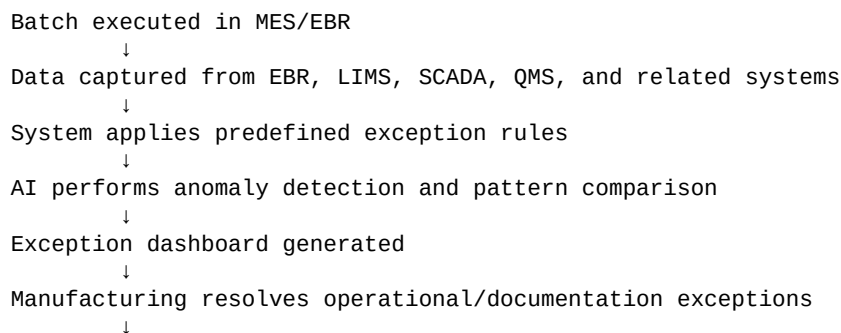 Batch executed in MES/EBR
↓
Data captured from EBR, LIMS, SCADA, QMS, and related systems
↓
System applies predefined exception rules
↓
AI performs anomaly detection and pattern comparison
↓
Exception dashboard generated
↓
Manufacturing resolves operational/documentation exceptions
↓